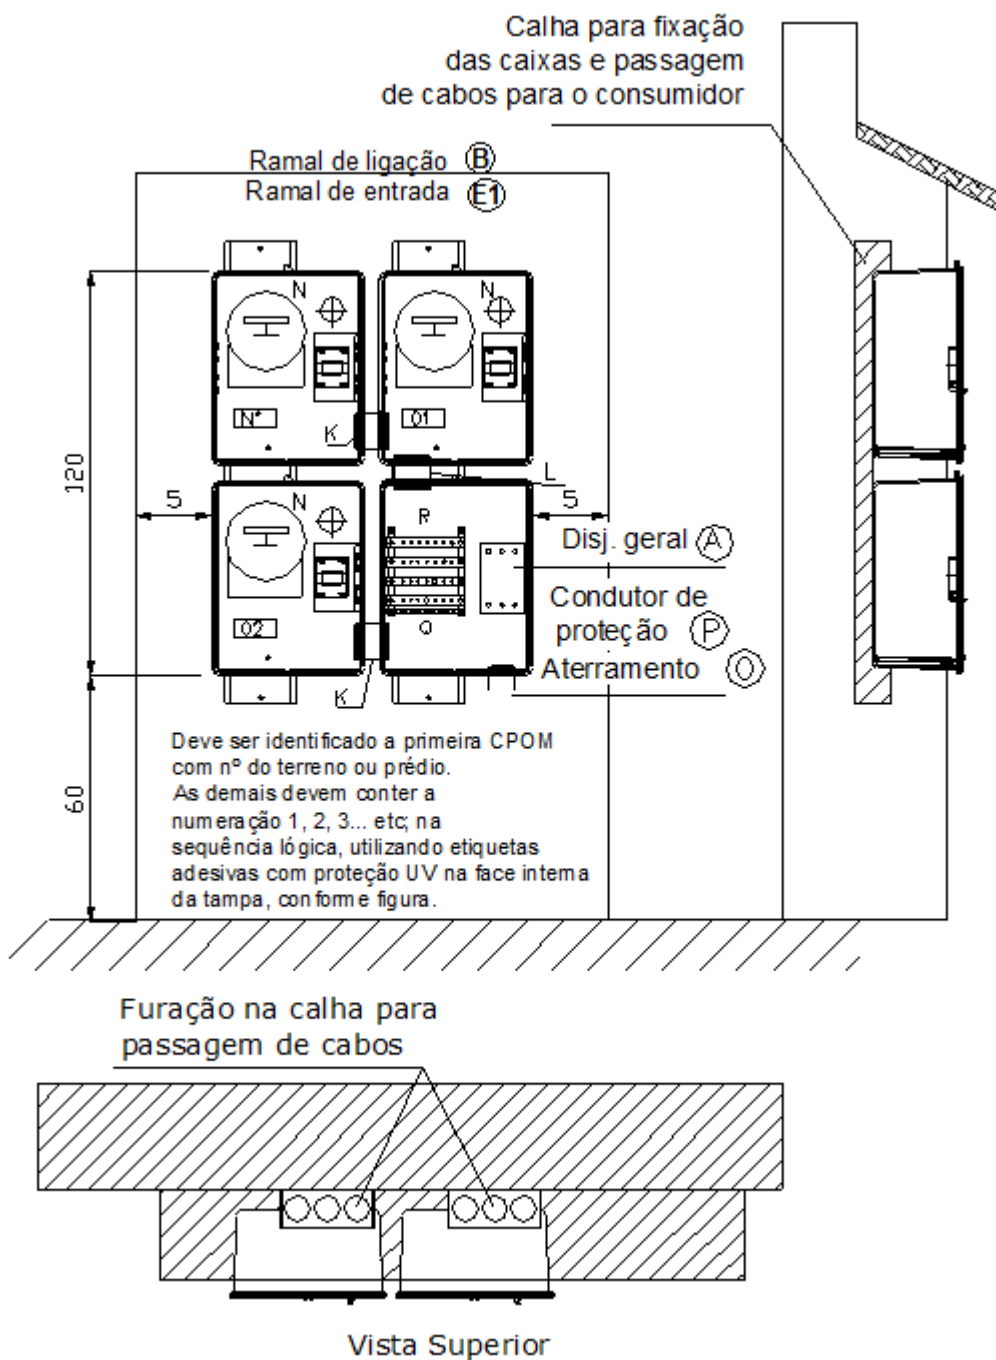 Calha para fixação
das caixas e passagem
de cabos para o consumidor
Ramal de ligação B
Ramal de entrada E1
N
N
Nº
K
01
L
120
5
5
N
R
Disj. geral A
Condutor de
proteção P
02
Q
Aterramento O
K
Deve ser identificado a primeira CPOM
com nº do terreno ou prédio.
As demais devem conter a
numeração 1, 2, 3... etc; na
sequência lógica, utilizando etiquetas
adesivas com proteção UV na face interna
da tampa, conforme figura.
60
Furação na calha para
passagem de cabos
Vista Superior